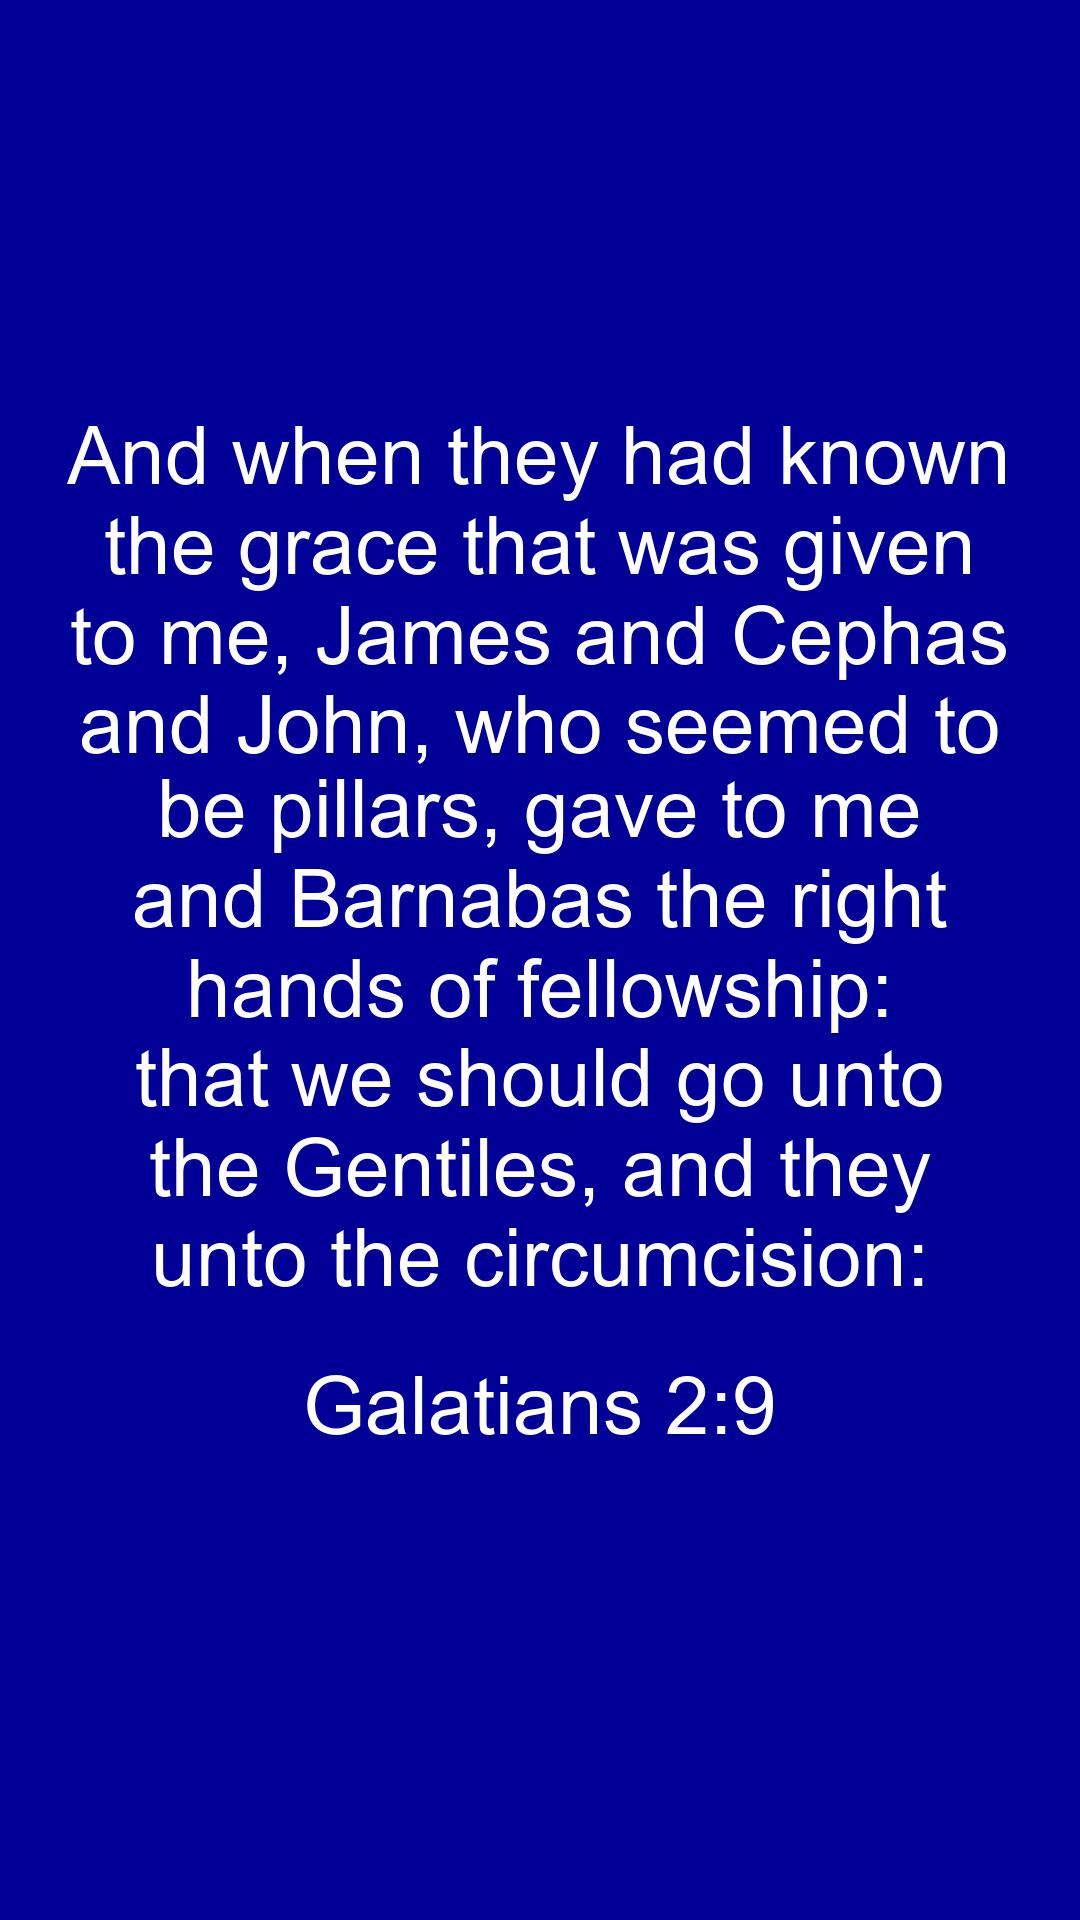 And when they had known
the grace that was given
to me, James and Cephas
and John, who seemed to
be pillars, gave to me
and Barnabas the right
hands of fellowship:
that we should go unto
the Gentiles, and they
unto the circumcision:
Galatians 2:9